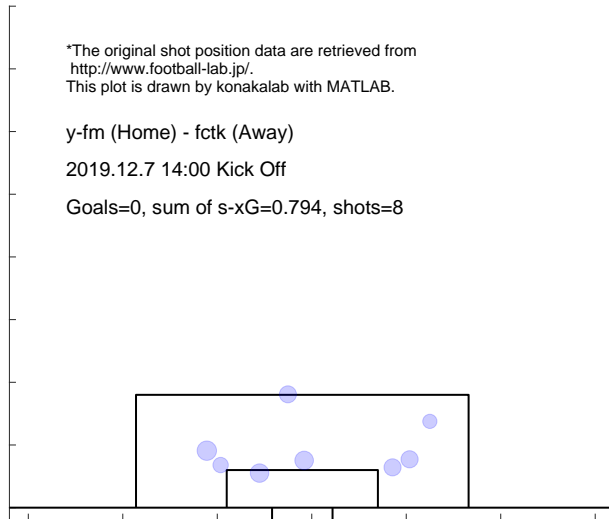 *The original shot position data are retrieved from
http://www.football-lab.jp/.
This plot is drawn by konakalab with MATLAB.
y-fm (Home) - fctk (Away)
2019.12.7 14:00 Kick Off
Goals=0, sum of s-xG=0.794, shots=8